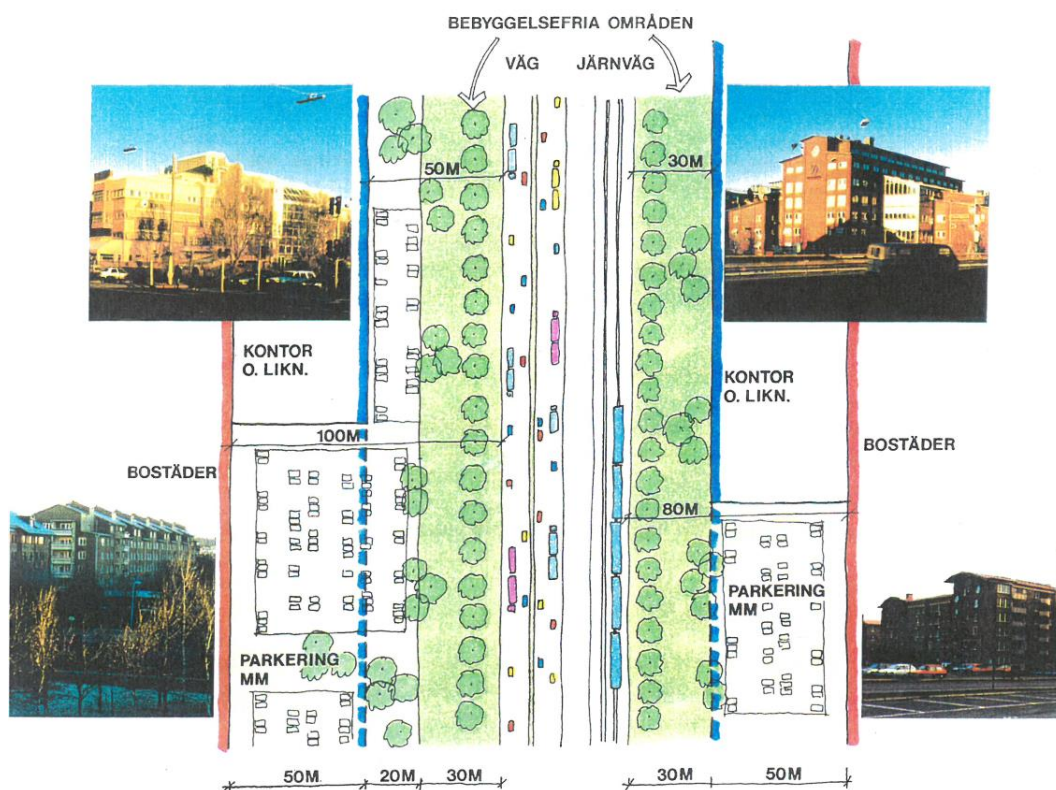 BEBYGGELSEFRIA OMRÅDEN
VÄG
JÄRNVÄG
50M
30M
KONTOR
O. LIKN.
KONTOR
O. LIKN.
100M
BOSTÄDER
BOSTÄDER
80M
PARKERING
MM
PARKERING
MM
50M
20M
30M
30M
50M